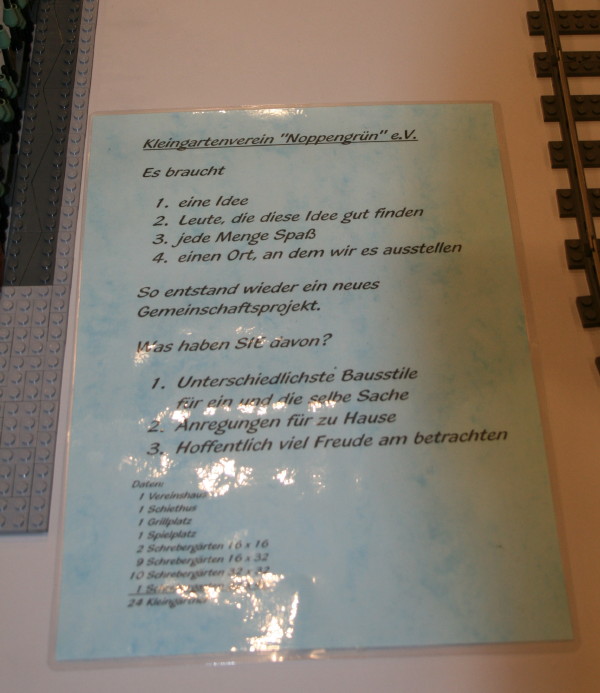 Kleingartenverein "Noppengrün" e.V.
Es braucht
1. eine Idee
2. Leute, die diese Idee gut finden
3. jede Menge Spaß
4. einen Ort, an dem wir es ausstellen
So entstand wieder ein neues
Gemeinschaftsprojekt.
Was haben SIE davon?
1. Unterschiedlichste Bausstile
für ein und die selbe Sache
2. Anregungen für zu Hause
3. Hoffentlich viel Freude am betrachten
Daten:
1 Vereinshaus
1 Schiethus
1 Grillplatz
1 Spielplatz
2 Schrebergärten 16 x 16
9 Schrebergärten 16 x 32
10 Schrebergärten 32 x 32
1
24 Kleingärtner